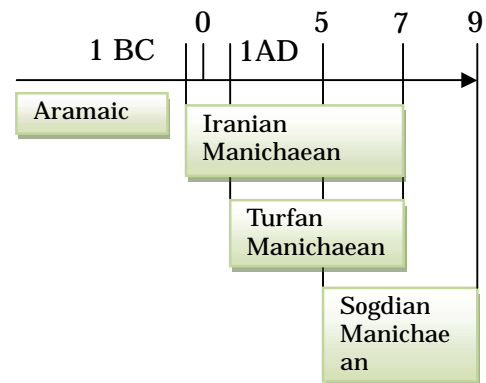 0 5 7 9
1 BC 1AD
Aramaic
Iranian
Manichaean
Turfan
Manichaean
Sogdian
Manichae
an